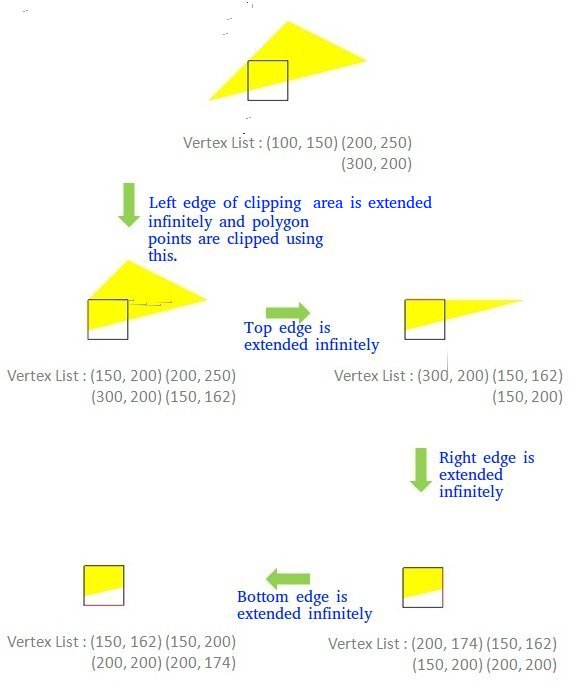 Vertex List : (100, 150) (200, 250)
(300, 200)
Left edge of clipping area is extended
infinitely and polygon
points are clipped using
this.
Top edge is
extended infinitely
Vertex List : (150, 200) (200, 250)
(300, 200) (150, 162)
Vertex List : (300, 200) (150, 162)
(150, 200)
Right edge is
extended
infinitely
Bottom edge is
extended infinitely
Vertex List : (150, 162) (150, 200)
(200, 200) (200, 174)
Vertex List : (200, 174) (150, 162)
(150, 200) (200, 200)